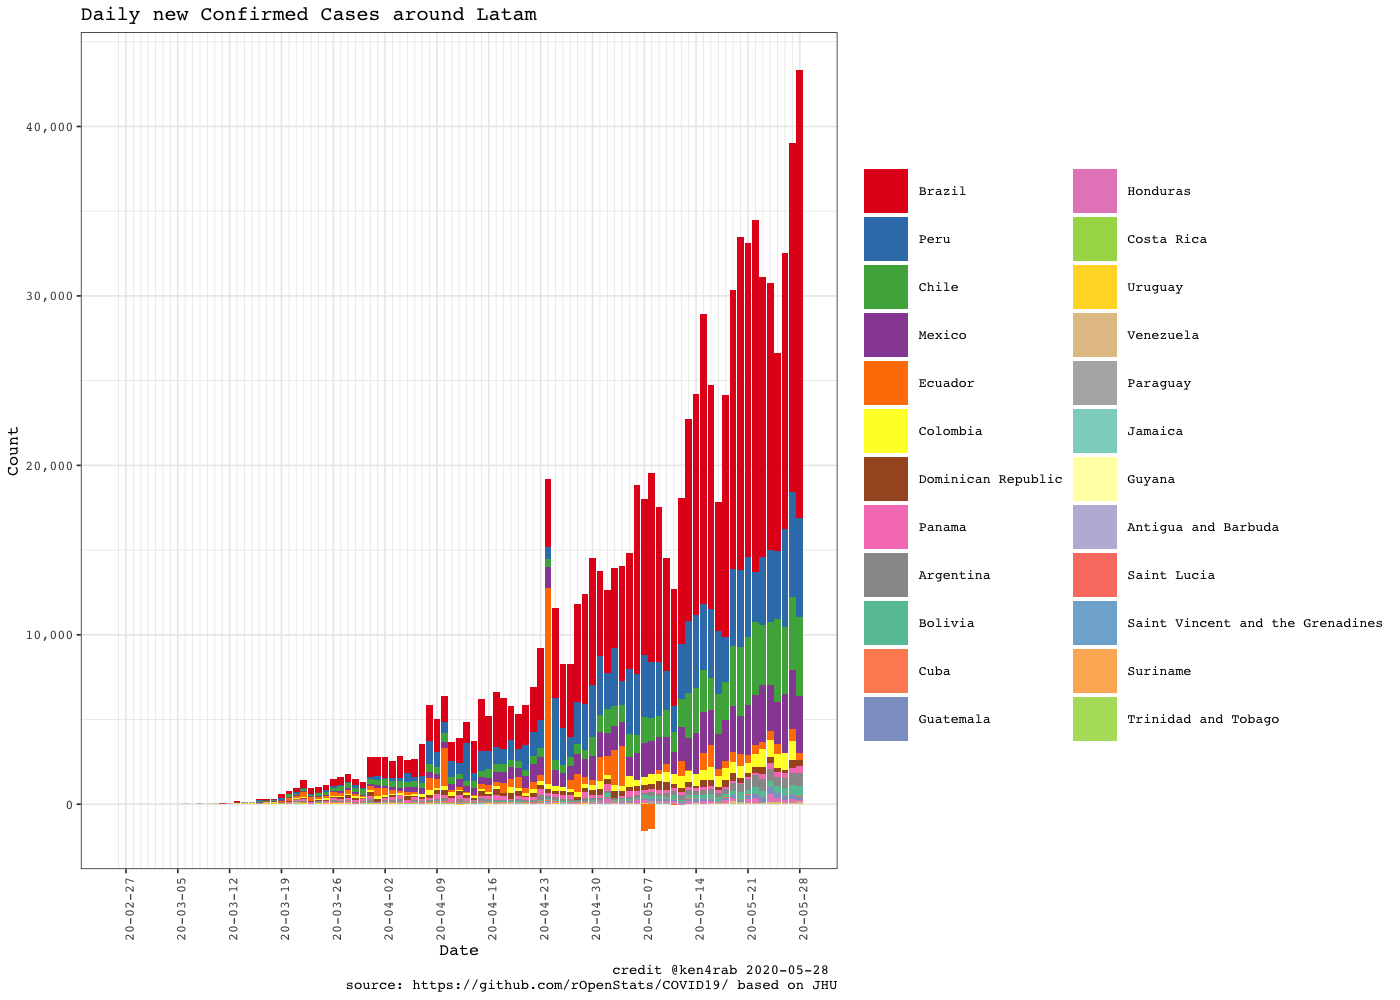 Daily new Confirmed Cases around Latam
Count
40,000
30,000
20,000
10,000
0
20-02-27
20-03-05
20-03-12
20-03-19
20-03-26
20-04-02
20-04-09
20-04-16
20-04-23
20-04-30
20-05-07
20-05-14
20-05-21
20-05-28
Date
Brazil
Peru
Chile
Mexico
Ecuador
Colombia
Dominican Republic
Panama
Argentina
Bolivia
Cuba
Guatemala
Honduras
Costa Rica
Uruguay
Venezuela
Paraguay
Jamaica
Guyana
Antigua and Barbuda
Saint Lucia
Saint Vincent and the Grenadines
Suriname
Trinidad and Tobago
credit @ken4rab 2020-05-28
source: https://github.com/rOpenStats/COVID19/ based on JHU